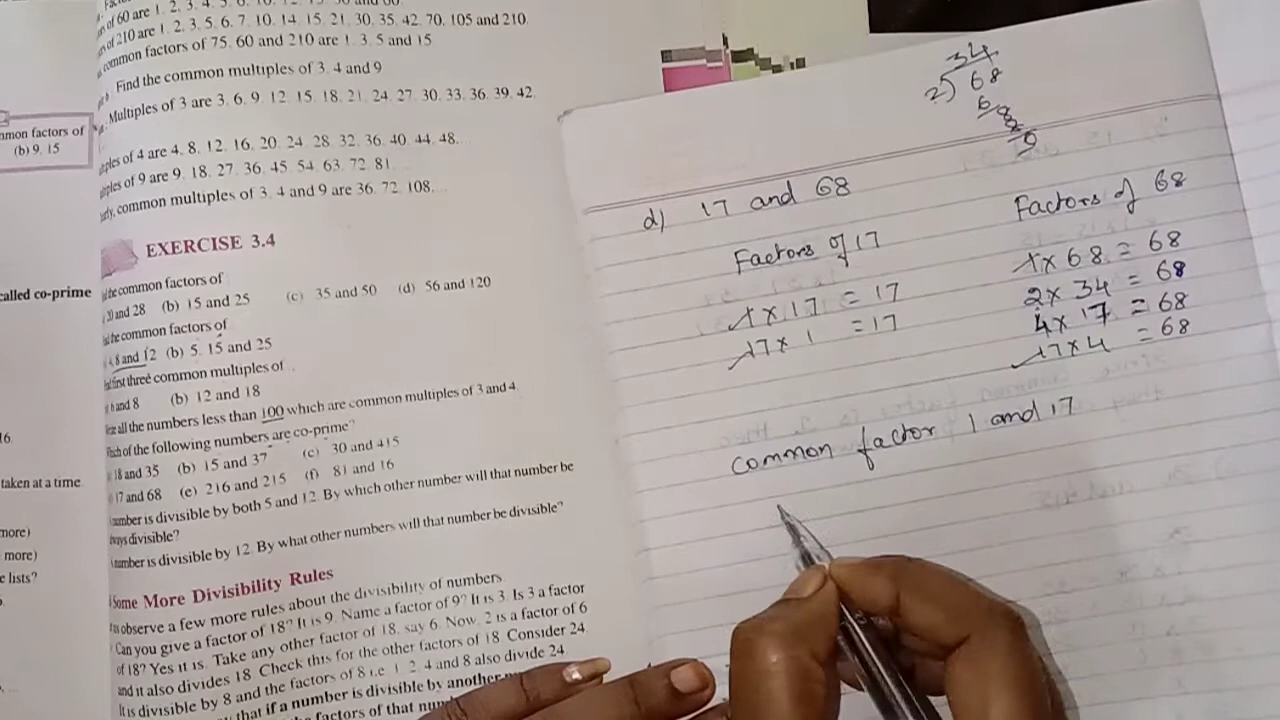 of 60 are 1, 2, 3, 4, 5, 6, 10, 12, 15, 30 and 60.
of 210 are 1, 2, 3, 5, 6, 7, 10, 14, 15, 21, 30, 35, 42, 70, 105 and 210.
common factors of 75, 60 and 210 are 1, 3, 5 and 15
Find the common multiples of 3, 4 and 9
Multiples of 3 are 3, 6, 9, 12, 15, 18, 21, 24, 27, 30, 33, 36, 39, 42,
of 4 are 4, 8, 12, 16, 20, 24, 28, 32, 36, 40, 44, 48,
of 9 are 9, 18, 27, 36, 45, 54, 63, 72, 81,
common multiples of 3, 4 and 9 are 36, 72, 108,...
factors of
(b) 9, 15
EXERCISE 3.4
the common factors of
20 and 28 (b) 15 and 25 (c) 35 and 50 (d) 56 and 120
the common factors of
4, 8 and 12 (b) 5, 15 and 25
first three common multiples of
6 and 8 (b) 12 and 18
all the numbers less than 100 which are common multiples of 3 and 4.
of the following numbers are co-prime?
18 and 35 (b) 15 and 37 (c) 30 and 415
17 and 68 (e) 216 and 215 (f) 81 and 16
number is divisible by both 5 and 12. By which other number will that number be
divisible?
number is divisible by 12. By what other numbers will that number be divisible?
called co-prime
16.
taken at a time
more)
more)
lists?
Some More Divisibility Rules
observe a few more rules about the divisibility of numbers.
Can you give a factor of 18? It is 9. Name a factor of 9? It is 3. Is 3 a factor
of 18? Yes it is. Take any other factor of 18, say 6. Now, 2 is a factor of 6
and it also divides 18. Check this for the other factors of 18. Consider 24.
It is divisible by 8 and the factors of 8 i.e. 1, 2, 4 and 8 also divide 24.
that if a number is divisible by another
factors of that
34
2) 68
d) 17 and 68
Factors of 17
1 x 17 = 17
17 x 1 = 17
Factors of 68
1 x 68 = 68
2 x 34 = 68
4 x 17 = 68
17 x 4 = 68
common factor 1 and 17